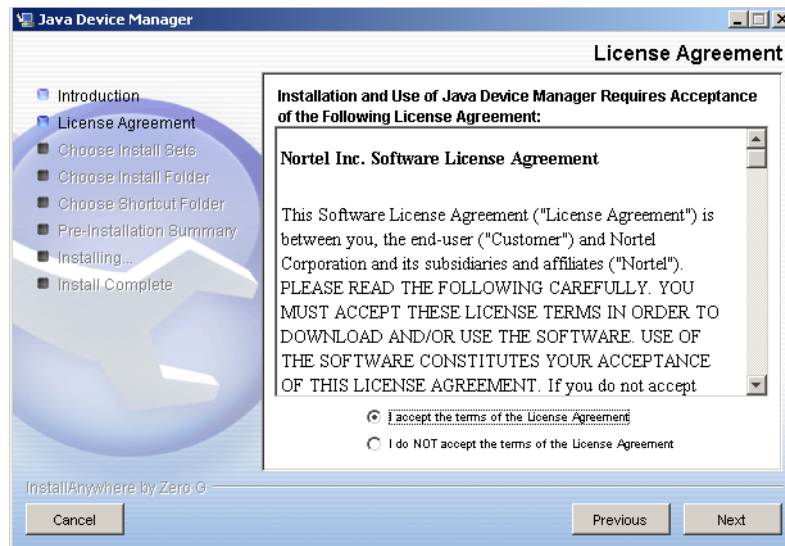 Java Device Manager
License Agreement
Introduction
License Agreement
Choose Install Sets
Choose Install Folder
Choose Shortcut Folder
Pre-Installation Summary
Installing...
Install Complete
Installation and Use of Java Device Manager Requires Acceptance
of the Following License Agreement:
Nortel Inc. Software License Agreement
This Software License Agreement ("License Agreement") is
between you, the end-user ("Customer") and Nortel
Corporation and its subsidiaries and affiliates ("Nortel").
PLEASE READ THE FOLLOWING CAREFULLY. YOU
MUST ACCEPT THESE LICENSE TERMS IN ORDER TO
DOWNLOAD AND/OR USE THE SOFTWARE. USE OF
THE SOFTWARE CONSTITUTES YOUR ACCEPTANCE
OF THIS LICENSE AGREEMENT. If you do not accept
I accept the terms of the License Agreement
I do NOT accept the terms of the License Agreement
InstallAnywhere by Zero G
Cancel
Previous
Next